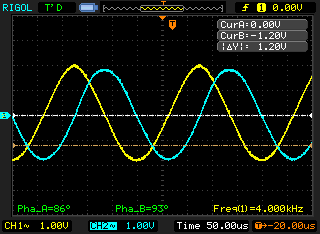 RIGOL T'D 1 0.00V
CurA=0.00V
CurB=-1.20V
|ΔY|= 1.20V
1
Pha_A=86° Pha_B=93° Freq(1)=4.000kHz
CH1~ 1.00V CH2~ 1.00V Time 50.00us T→-20.00us